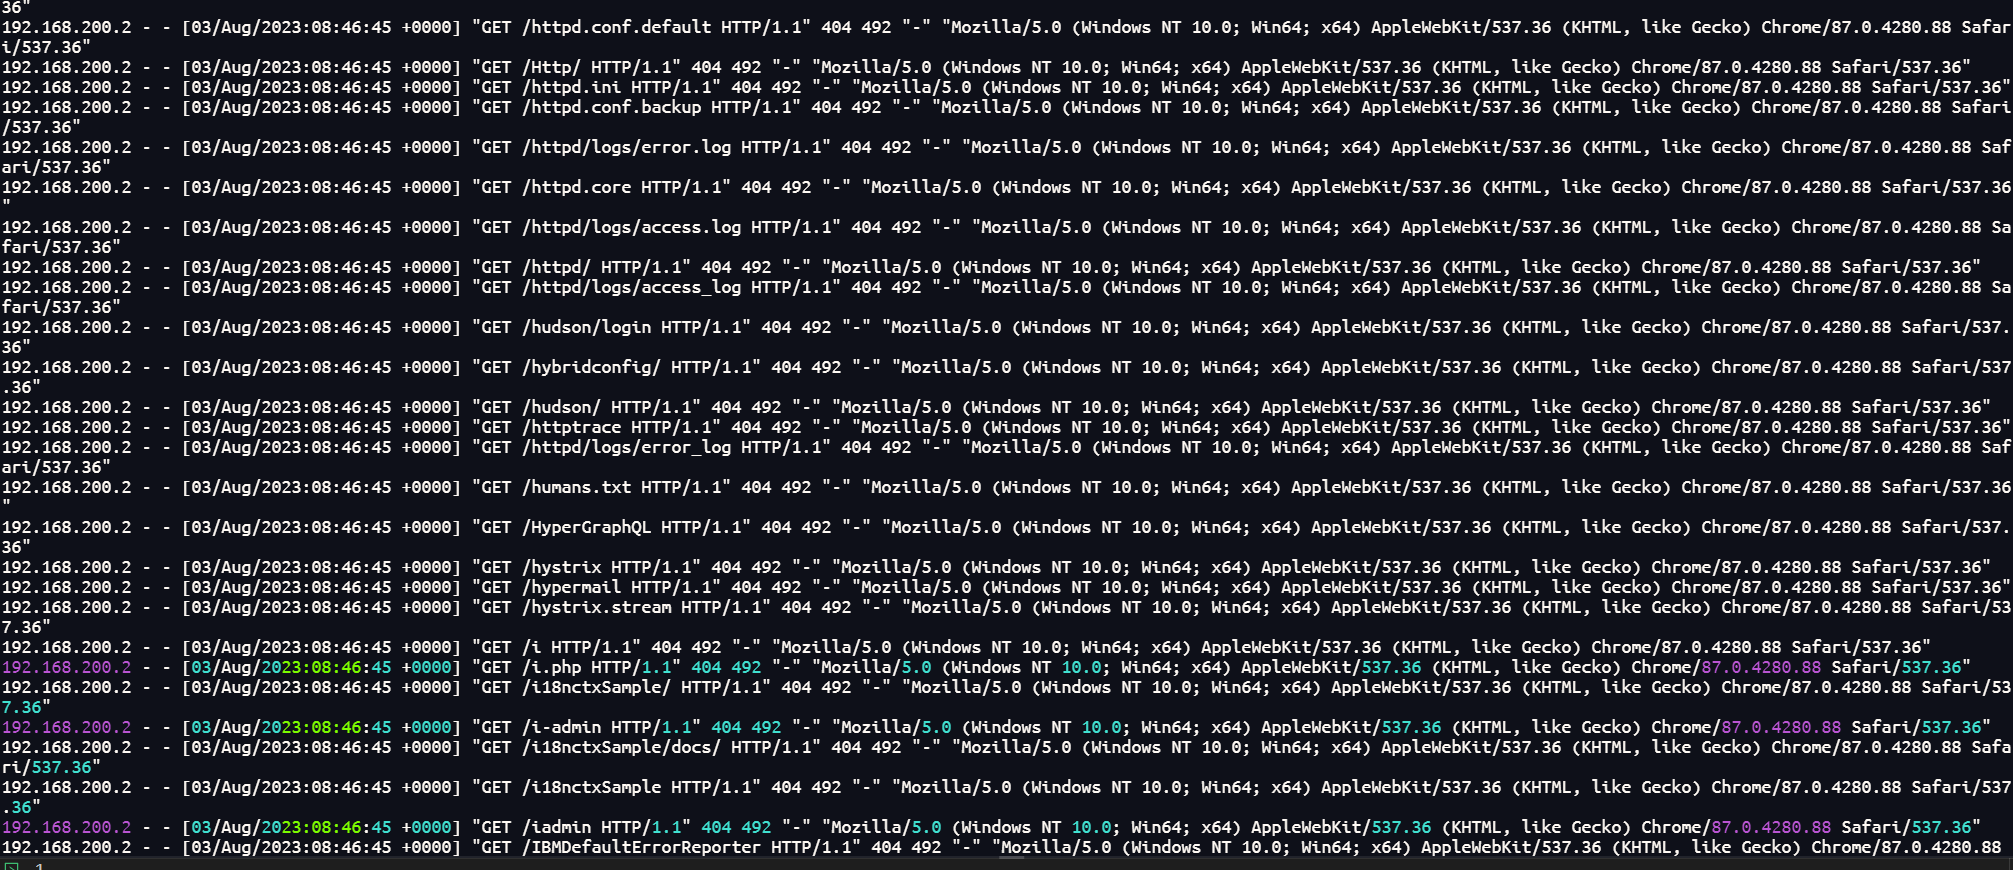 36"
192.168.200.2 - - [03/Aug/2023:08:46:45 +0000] "GET /httpd.conf.default HTTP/1.1" 404 492 "-" "Mozilla/5.0 (Windows NT 10.0; Win64; x64) AppleWebKit/537.36 (KHTML, like Gecko) Chrome/87.0.4280.88 Safar
i/537.36"
192.168.200.2 - - [03/Aug/2023:08:46:45 +0000] "GET /Http/ HTTP/1.1" 404 492 "-" "Mozilla/5.0 (Windows NT 10.0; Win64; x64) AppleWebKit/537.36 (KHTML, like Gecko) Chrome/87.0.4280.88 Safari/537.36"
192.168.200.2 - - [03/Aug/2023:08:46:45 +0000] "GET /httpd.ini HTTP/1.1" 404 492 "-" "Mozilla/5.0 (Windows NT 10.0; Win64; x64) AppleWebKit/537.36 (KHTML, like Gecko) Chrome/87.0.4280.88 Safari/537.36"
192.168.200.2 - - [03/Aug/2023:08:46:45 +0000] "GET /httpd.conf.backup HTTP/1.1" 404 492 "-" "Mozilla/5.0 (Windows NT 10.0; Win64; x64) AppleWebKit/537.36 (KHTML, like Gecko) Chrome/87.0.4280.88 Safari
/537.36"
192.168.200.2 - - [03/Aug/2023:08:46:45 +0000] "GET /httpd/logs/error.log HTTP/1.1" 404 492 "-" "Mozilla/5.0 (Windows NT 10.0; Win64; x64) AppleWebKit/537.36 (KHTML, like Gecko) Chrome/87.0.4280.88 Saf
ari/537.36"
192.168.200.2 - - [03/Aug/2023:08:46:45 +0000] "GET /httpd.core HTTP/1.1" 404 492 "-" "Mozilla/5.0 (Windows NT 10.0; Win64; x64) AppleWebKit/537.36 (KHTML, like Gecko) Chrome/87.0.4280.88 Safari/537.36
"
192.168.200.2 - - [03/Aug/2023:08:46:45 +0000] "GET /httpd/logs/access.log HTTP/1.1" 404 492 "-" "Mozilla/5.0 (Windows NT 10.0; Win64; x64) AppleWebKit/537.36 (KHTML, like Gecko) Chrome/87.0.4280.88 Sa
fari/537.36"
192.168.200.2 - - [03/Aug/2023:08:46:45 +0000] "GET /httpd/ HTTP/1.1" 404 492 "-" "Mozilla/5.0 (Windows NT 10.0; Win64; x64) AppleWebKit/537.36 (KHTML, like Gecko) Chrome/87.0.4280.88 Safari/537.36"
192.168.200.2 - - [03/Aug/2023:08:46:45 +0000] "GET /httpd/logs/access_log HTTP/1.1" 404 492 "-" "Mozilla/5.0 (Windows NT 10.0; Win64; x64) AppleWebKit/537.36 (KHTML, like Gecko) Chrome/87.0.4280.88 Sa
fari/537.36"
192.168.200.2 - - [03/Aug/2023:08:46:45 +0000] "GET /hudson/login HTTP/1.1" 404 492 "-" "Mozilla/5.0 (Windows NT 10.0; Win64; x64) AppleWebKit/537.36 (KHTML, like Gecko) Chrome/87.0.4280.88 Safari/537.
36"
192.168.200.2 - - [03/Aug/2023:08:46:45 +0000] "GET /hybridconfig/ HTTP/1.1" 404 492 "-" "Mozilla/5.0 (Windows NT 10.0; Win64; x64) AppleWebKit/537.36 (KHTML, like Gecko) Chrome/87.0.4280.88 Safari/537
.36"
192.168.200.2 - - [03/Aug/2023:08:46:45 +0000] "GET /hudson/ HTTP/1.1" 404 492 "-" "Mozilla/5.0 (Windows NT 10.0; Win64; x64) AppleWebKit/537.36 (KHTML, like Gecko) Chrome/87.0.4280.88 Safari/537.36"
192.168.200.2 - - [03/Aug/2023:08:46:45 +0000] "GET /httptrace HTTP/1.1" 404 492 "-" "Mozilla/5.0 (Windows NT 10.0; Win64; x64) AppleWebKit/537.36 (KHTML, like Gecko) Chrome/87.0.4280.88 Safari/537.36"
192.168.200.2 - - [03/Aug/2023:08:46:45 +0000] "GET /httpd/logs/error_log HTTP/1.1" 404 492 "-" "Mozilla/5.0 (Windows NT 10.0; Win64; x64) AppleWebKit/537.36 (KHTML, like Gecko) Chrome/87.0.4280.88 Saf
ari/537.36"
192.168.200.2 - - [03/Aug/2023:08:46:45 +0000] "GET /humans.txt HTTP/1.1" 404 492 "-" "Mozilla/5.0 (Windows NT 10.0; Win64; x64) AppleWebKit/537.36 (KHTML, like Gecko) Chrome/87.0.4280.88 Safari/537.36
"
192.168.200.2 - - [03/Aug/2023:08:46:45 +0000] "GET /HyperGraphQL HTTP/1.1" 404 492 "-" "Mozilla/5.0 (Windows NT 10.0; Win64; x64) AppleWebKit/537.36 (KHTML, like Gecko) Chrome/87.0.4280.88 Safari/537.
36"
192.168.200.2 - - [03/Aug/2023:08:46:45 +0000] "GET /hystrix HTTP/1.1" 404 492 "-" "Mozilla/5.0 (Windows NT 10.0; Win64; x64) AppleWebKit/537.36 (KHTML, like Gecko) Chrome/87.0.4280.88 Safari/537.36"
192.168.200.2 - - [03/Aug/2023:08:46:45 +0000] "GET /hypermail HTTP/1.1" 404 492 "-" "Mozilla/5.0 (Windows NT 10.0; Win64; x64) AppleWebKit/537.36 (KHTML, like Gecko) Chrome/87.0.4280.88 Safari/537.36"
192.168.200.2 - - [03/Aug/2023:08:46:45 +0000] "GET /hystrix.stream HTTP/1.1" 404 492 "-" "Mozilla/5.0 (Windows NT 10.0; Win64; x64) AppleWebKit/537.36 (KHTML, like Gecko) Chrome/87.0.4280.88 Safari/53
7.36"
192.168.200.2 - - [03/Aug/2023:08:46:45 +0000] "GET /i HTTP/1.1" 404 492 "-" "Mozilla/5.0 (Windows NT 10.0; Win64; x64) AppleWebKit/537.36 (KHTML, like Gecko) Chrome/87.0.4280.88 Safari/537.36"
192.168.200.2 - - [03/Aug/2023:08:46:45 +0000] "GET /i.php HTTP/1.1" 404 492 "-" "Mozilla/5.0 (Windows NT 10.0; Win64; x64) AppleWebKit/537.36 (KHTML, like Gecko) Chrome/87.0.4280.88 Safari/537.36"
192.168.200.2 - - [03/Aug/2023:08:46:45 +0000] "GET /i18nctxSample/ HTTP/1.1" 404 492 "-" "Mozilla/5.0 (Windows NT 10.0; Win64; x64) AppleWebKit/537.36 (KHTML, like Gecko) Chrome/87.0.4280.88 Safari/53
7.36"
192.168.200.2 - - [03/Aug/2023:08:46:45 +0000] "GET /i-admin HTTP/1.1" 404 492 "-" "Mozilla/5.0 (Windows NT 10.0; Win64; x64) AppleWebKit/537.36 (KHTML, like Gecko) Chrome/87.0.4280.88 Safari/537.36"
192.168.200.2 - - [03/Aug/2023:08:46:45 +0000] "GET /i18nctxSample/docs/ HTTP/1.1" 404 492 "-" "Mozilla/5.0 (Windows NT 10.0; Win64; x64) AppleWebKit/537.36 (KHTML, like Gecko) Chrome/87.0.4280.88 Safa
ri/537.36"
192.168.200.2 - - [03/Aug/2023:08:46:45 +0000] "GET /i18nctxSample HTTP/1.1" 404 492 "-" "Mozilla/5.0 (Windows NT 10.0; Win64; x64) AppleWebKit/537.36 (KHTML, like Gecko) Chrome/87.0.4280.88 Safari/537
.36"
192.168.200.2 - - [03/Aug/2023:08:46:45 +0000] "GET /iadmin HTTP/1.1" 404 492 "-" "Mozilla/5.0 (Windows NT 10.0; Win64; x64) AppleWebKit/537.36 (KHTML, like Gecko) Chrome/87.0.4280.88 Safari/537.36"
192.168.200.2 - - [03/Aug/2023:08:46:45 +0000] "GET /IBMDefaultErrorReporter HTTP/1.1" 404 492 "-" "Mozilla/5.0 (Windows NT 10.0; Win64; x64) AppleWebKit/537.36 (KHTML, like Gecko) Chrome/87.0.4280.88